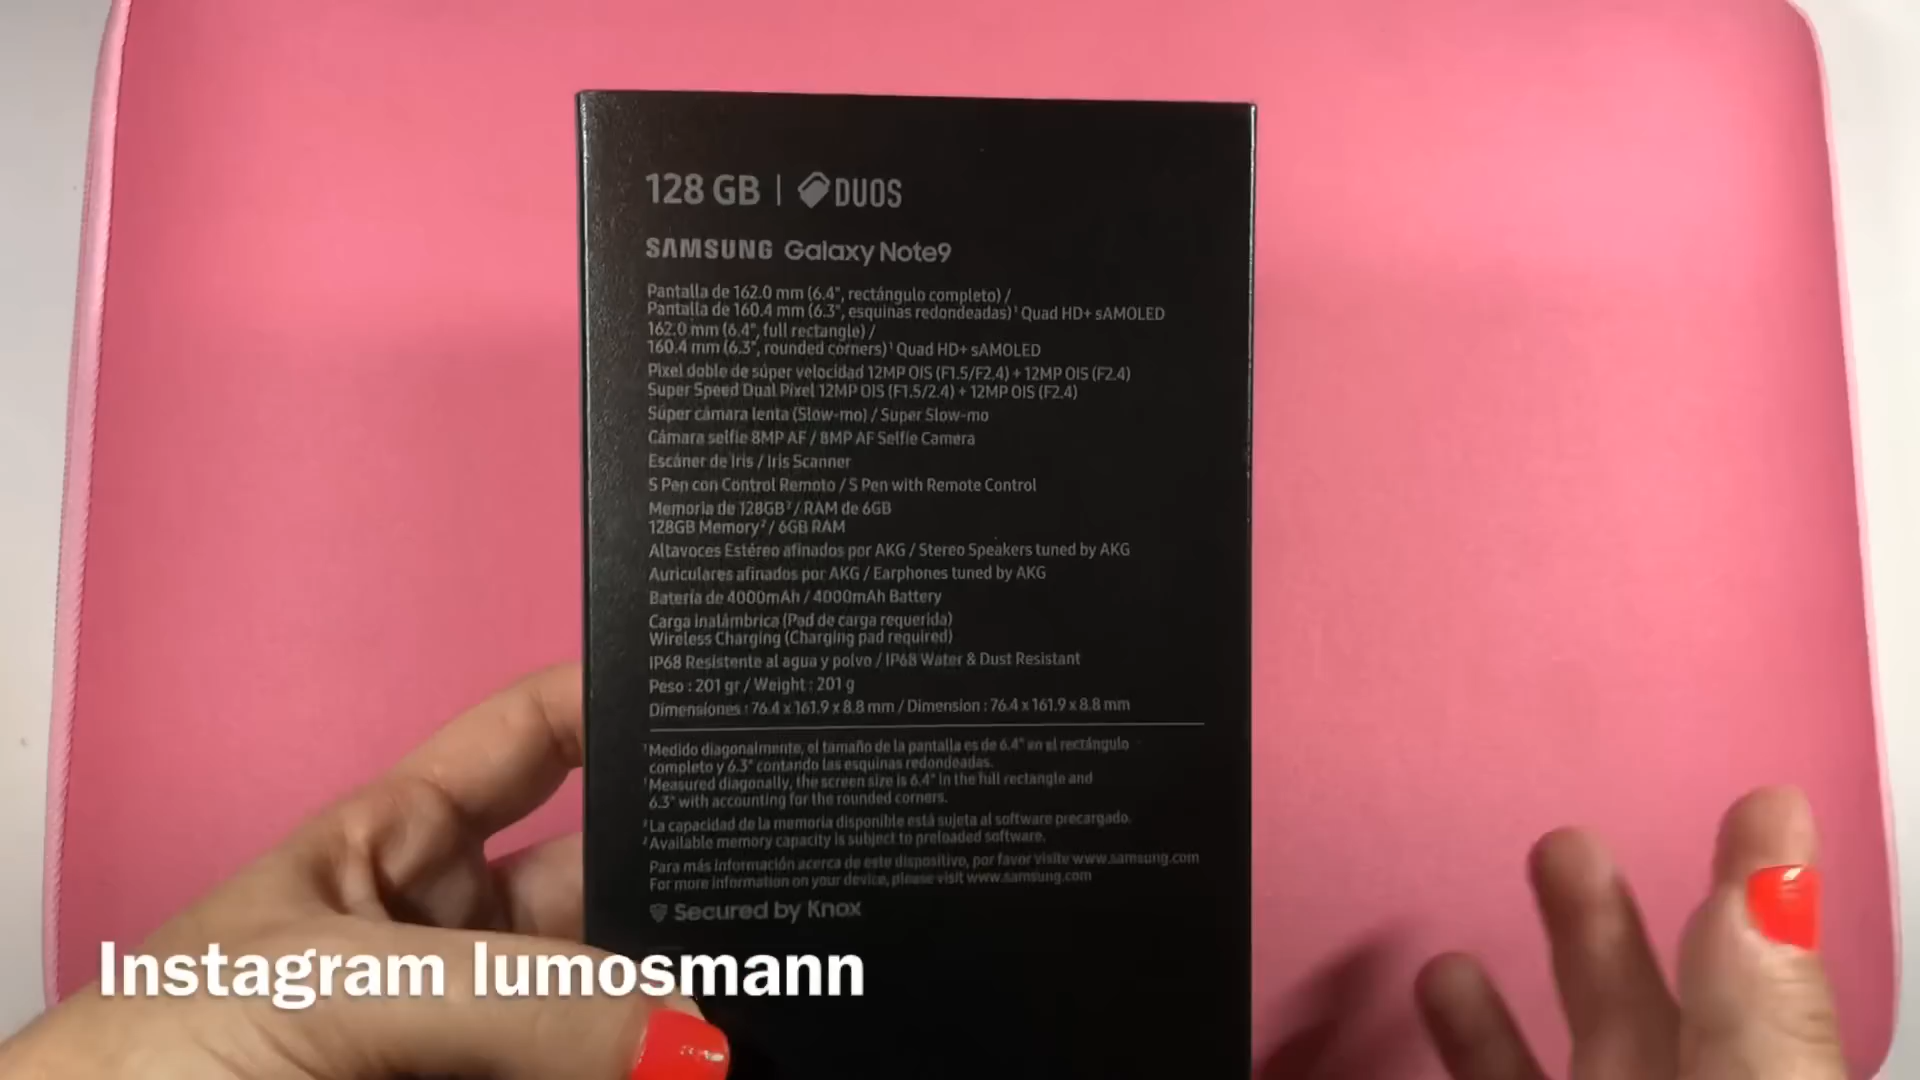 128 GB | DUOS
SAMSUNG Galaxy Note9
Pantalla de 162.0 mm (6.4", rectángulo completo) /
Pantalla de 160.4 mm (6.3", esquinas redondeadas)¹ Quad HD+ sAMOLED
162.0 mm (6.4", full rectangle) /
160.4 mm (6.3", rounded corners)¹ Quad HD+ sAMOLED
Pixel doble de súper velocidad 12MP OIS (F1.5/F2.4) + 12MP OIS (F2.4)
Super Speed Dual Pixel 12MP OIS (F1.5/2.4) + 12MP OIS (F2.4)
Súper cámara lenta (Slow-mo) / Super Slow-mo
Cámara selfie 8MP AF / 8MP AF Selfie Camera
Escáner de Iris / Iris Scanner
S Pen con Control Remoto / S Pen with Remote Control
Memoria de 128GB² / RAM de 6GB
128GB Memory² / 6GB RAM
Altavoces Estéreo afinados por AKG / Stereo Speakers tuned by AKG
Auriculares afinados por AKG / Earphones tuned by AKG
Batería de 4000mAh / 4000mAh Battery
Carga inalámbrica (Pad de carga requerida)
Wireless Charging (Charging pad required)
IP68 Resistente al agua y polvo / IP68 Water & Dust Resistant
Peso : 201 gr / Weight : 201 g
Dimensiones : 76.4 x 161.9 x 8.8 mm / Dimension : 76.4 x 161.9 x 8.8 mm
¹Medido diagonalmente, el tamaño de la pantalla es de 6.4" en el rectángulo
completo y 6.3" contando las esquinas redondeadas.
¹Measured diagonally, the screen size is 6.4" in the full rectangle and
6.3" with accounting for the rounded corners.
²La capacidad de la memoria disponible está sujeta al software precargado.
²Available memory capacity is subject to preloaded software.
Para más información acerca de este dispositivo, por favor visite www.samsung.com
For more information on your device, please visit www.samsung.com
Secured by Knox
Instagram lumosmann